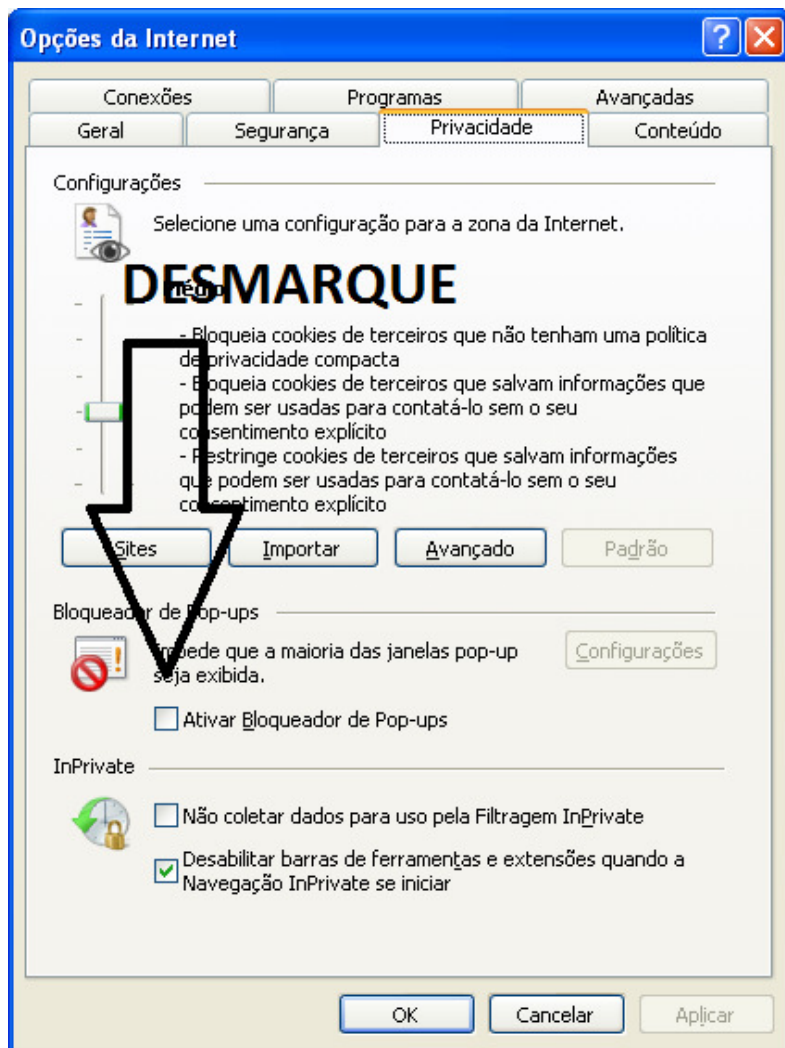 Opções da Internet
Conexões
Programas
Avançadas
Geral
Segurança
Privacidade
Conteúdo
Configurações
Selecione uma configuração para a zona da Internet.
DESMARQUE
Médio
- Bloqueia cookies de terceiros que não tenham uma política
de privacidade compacta
- Bloqueia cookies de terceiros que salvam informações que
podem ser usadas para contatá-lo sem o seu
consentimento explícito
- Restringe cookies de terceiros que salvam informações
que podem ser usadas para contatá-lo sem o seu
consentimento explícito
Sites
Importar
Avançado
Padrão
Bloqueador de Pop-ups
Impede que a maioria das janelas pop-up
seja exibida.
Configurações
Ativar Bloqueador de Pop-ups
InPrivate
Não coletar dados para uso pela Filtragem InPrivate
Desabilitar barras de ferramentas e extensões quando a
Navegação InPrivate se iniciar
OK
Cancelar
Aplicar